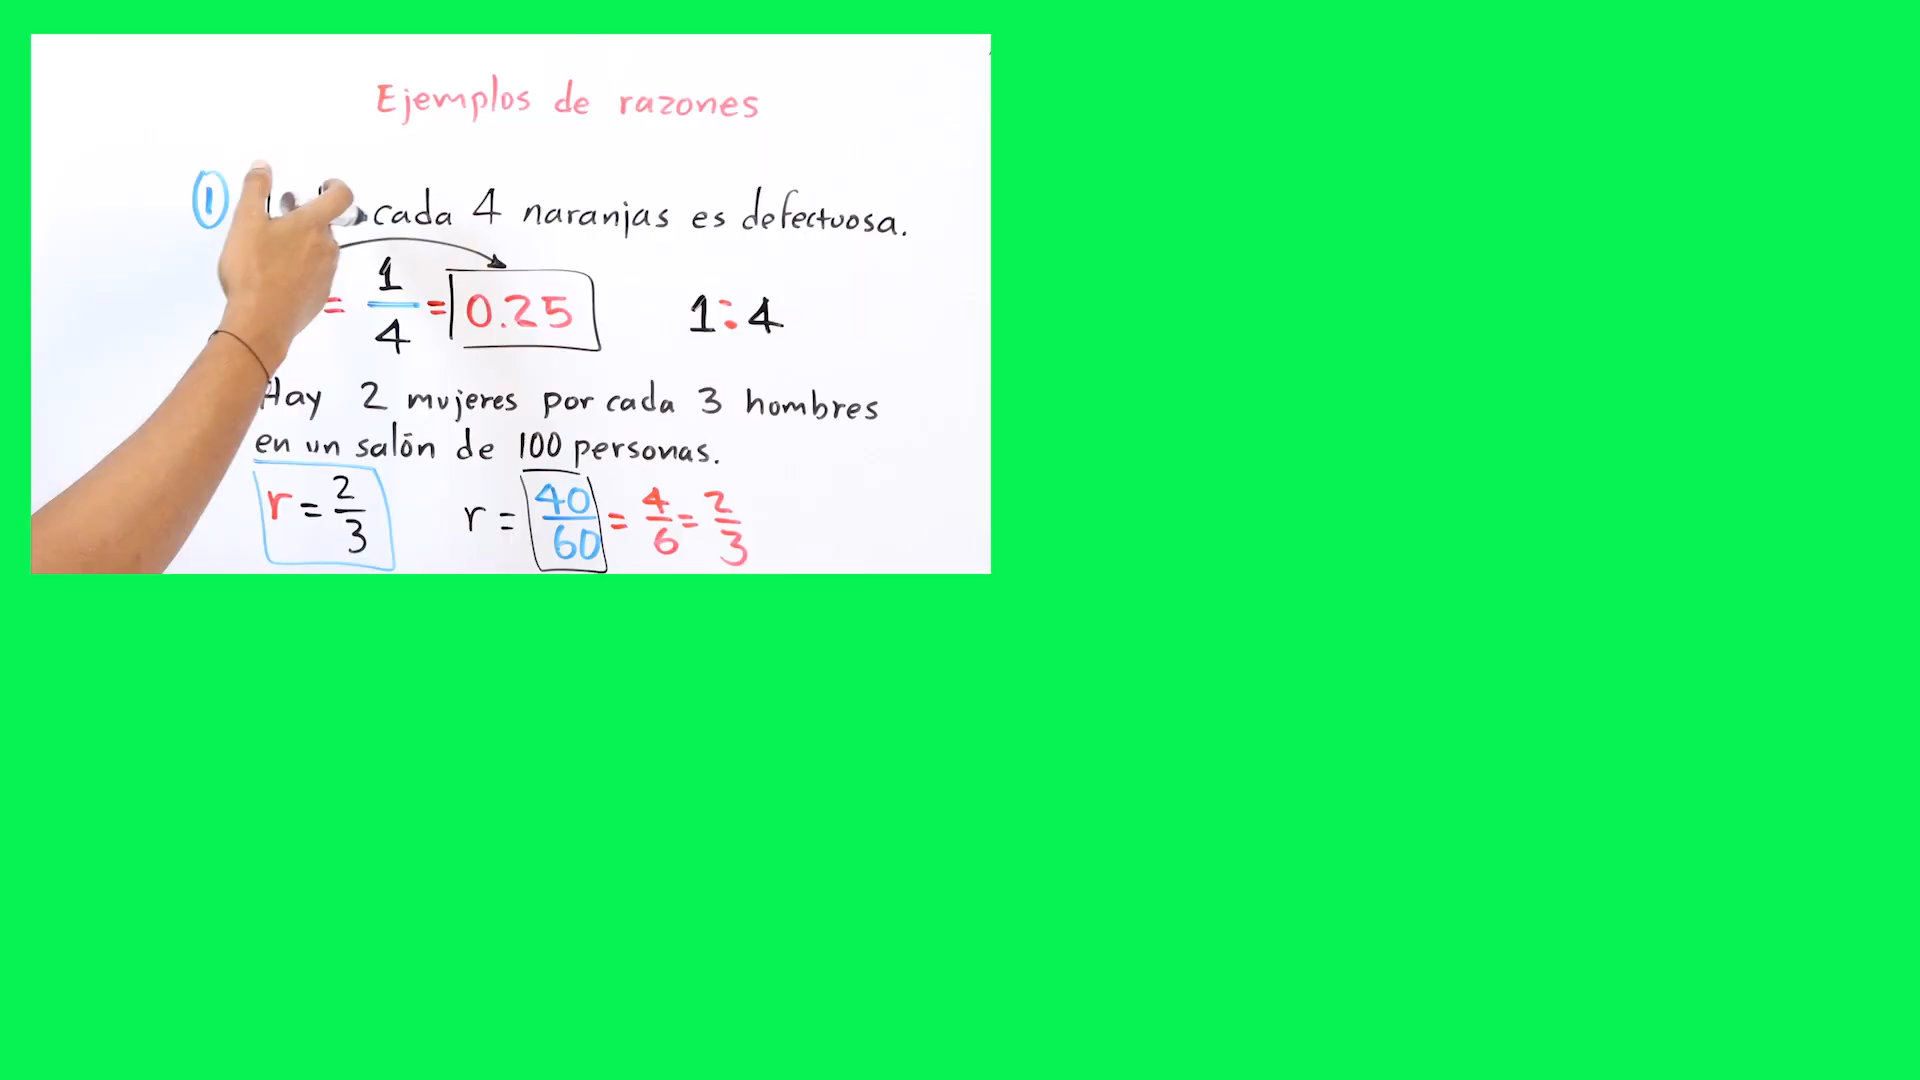 Ejemplos de razones
1 cada 4 naranjas es defectuosa.
= 1/4 = 0.25 1:4
Hay 2 mujeres por cada 3 hombres
en un salón de 100 personas.
r = 2/3 r = 40/60 = 4/6 = 2/3